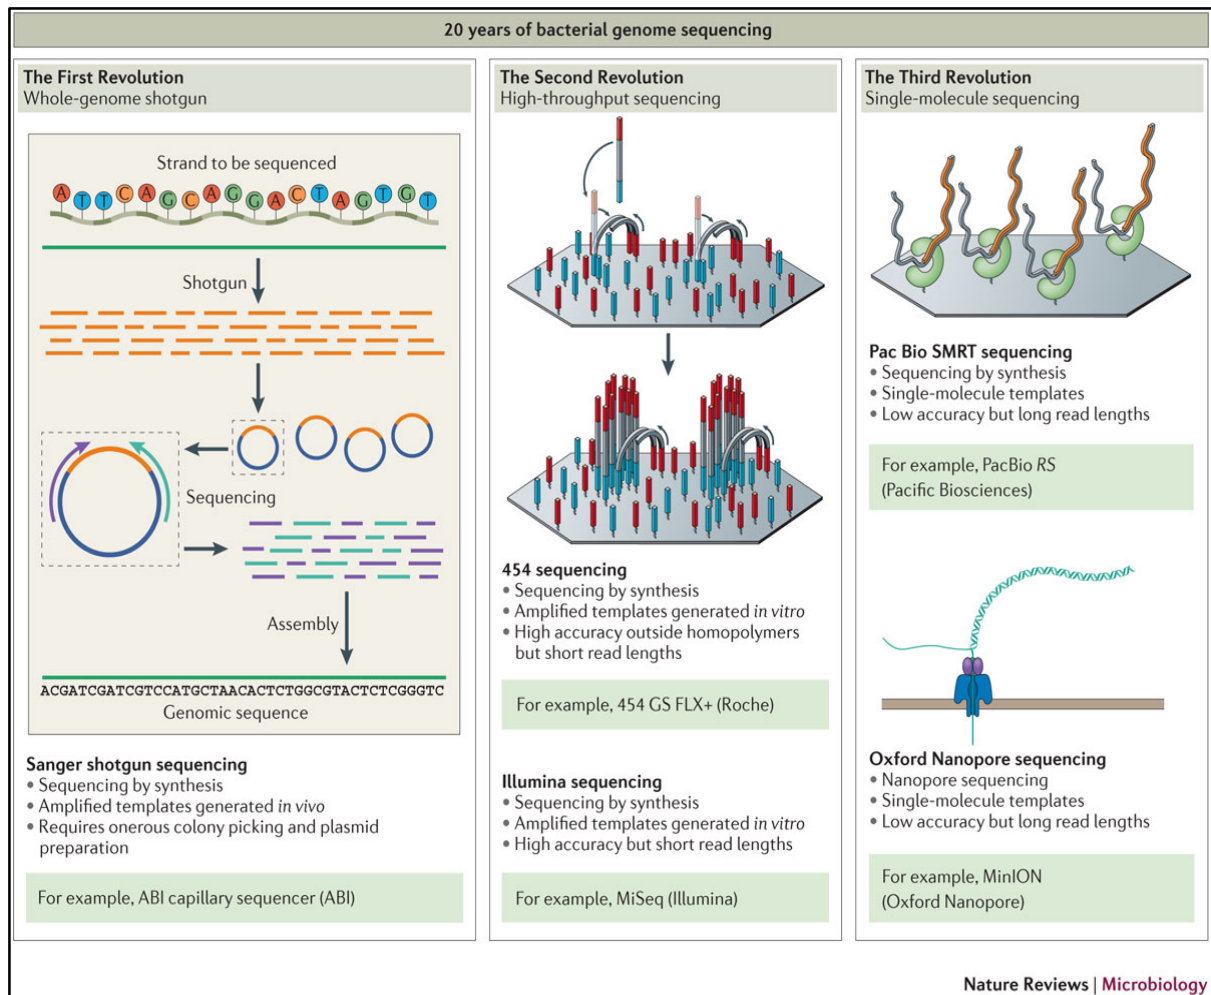 20 years of bacterial genome sequencing
The First Revolution
Whole-genome shotgun
Strand to be sequenced
A T T C A G C A G G A C T A G T G T
Shotgun
Sequencing
Assembly
ACGATCGATCGTCCATGCTAACACTCTGGCGTACTCTCGGGTC
Genomic sequence
Sanger shotgun sequencing
• Sequencing by synthesis
• Amplified templates generated in vivo
• Requires onerous colony picking and plasmid
preparation
For example, ABI capillary sequencer (ABI)
The Second Revolution
High-throughput sequencing
454 sequencing
• Sequencing by synthesis
• Amplified templates generated in vitro
• High accuracy outside homopolymers
but short read lengths
For example, 454 GS FLX+ (Roche)
Illumina sequencing
• Sequencing by synthesis
• Amplified templates generated in vitro
• High accuracy but short read lengths
For example, MiSeq (Illumina)
The Third Revolution
Single-molecule sequencing
Pac Bio SMRT sequencing
• Sequencing by synthesis
• Single-molecule templates
• Low accuracy but long read lengths
For example, PacBio RS
(Pacific Biosciences)
Oxford Nanopore sequencing
• Nanopore sequencing
• Single-molecule templates
• Low accuracy but long read lengths
For example, MinION
(Oxford Nanopore)
Nature Reviews | Microbiology